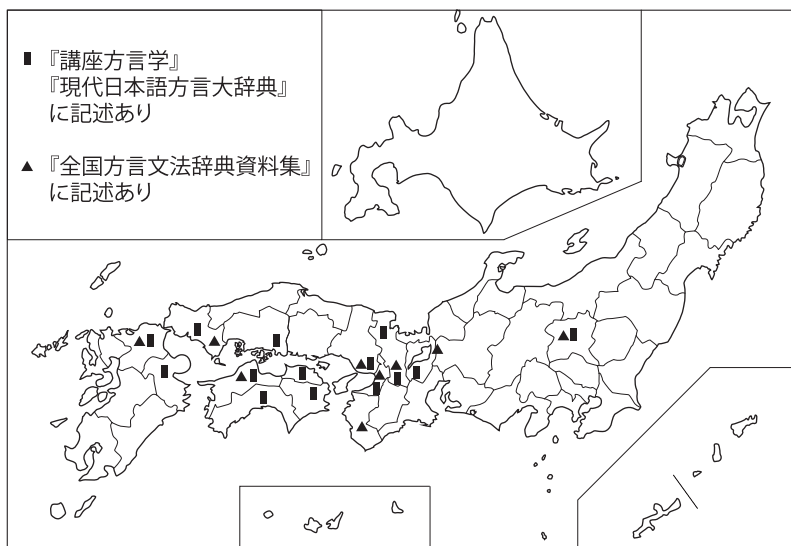 『講座方言学』
『現代日本語方言大辞典』
に記述あり
『全国方言文法辞典資料集』
に記述あり